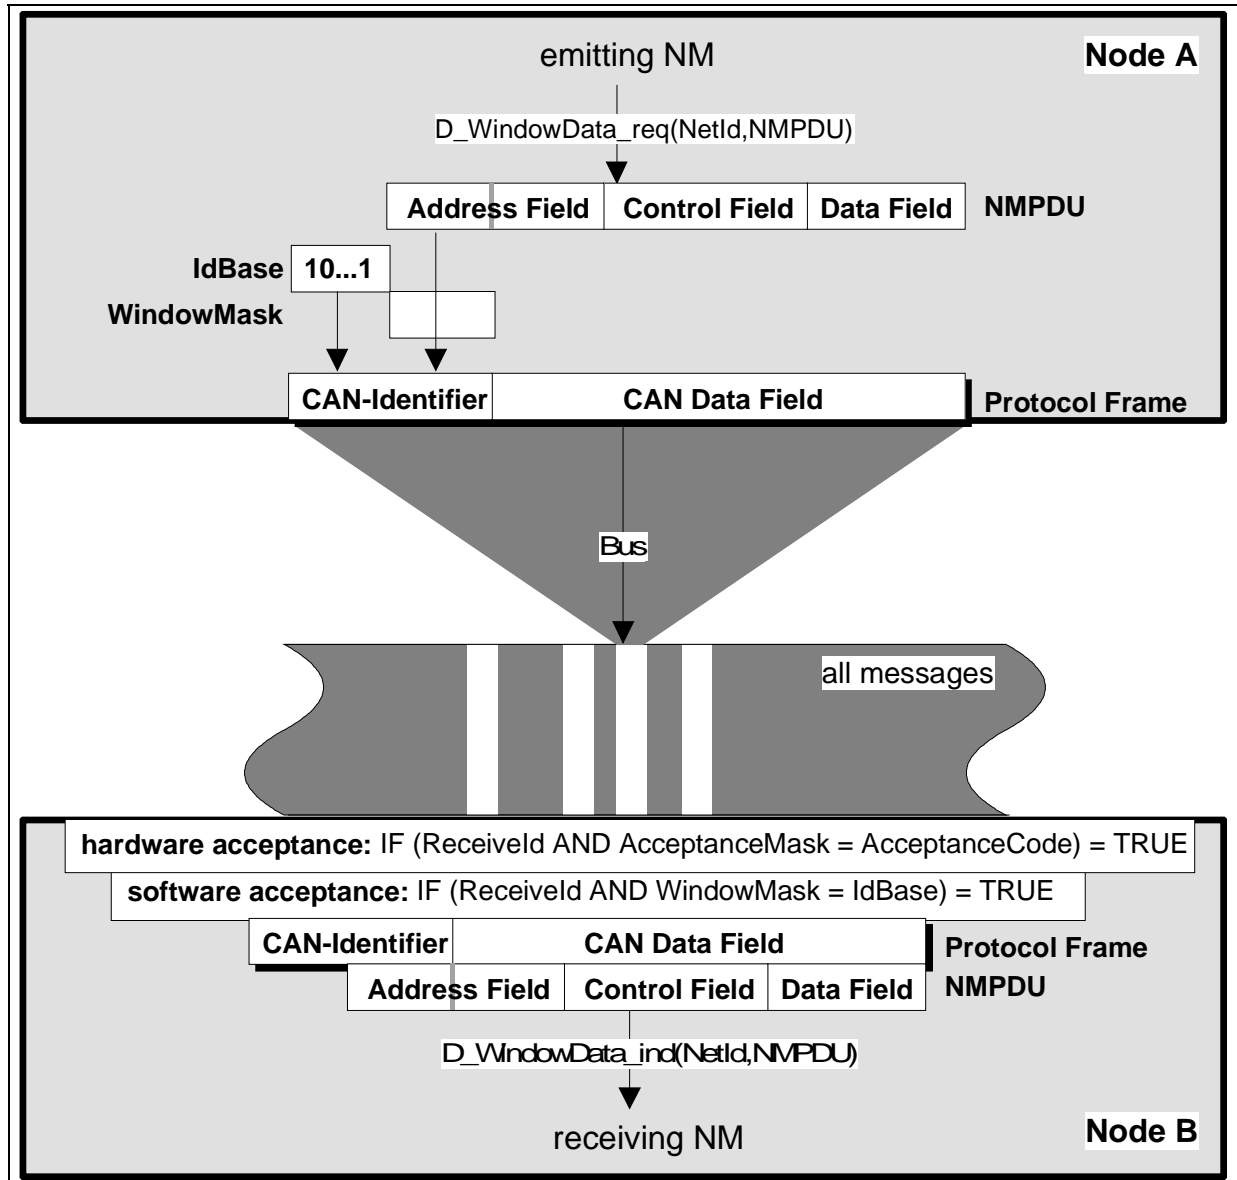 emitting NM
Node A
D_WindowData_req(NetId,NMPDU)
Address Field Control Field Data Field NMPDU
IdBase 10...1
WindowMask
CAN-Identifier CAN Data Field Protocol Frame
Bus
all messages
hardware acceptance: IF (ReceiveId AND AcceptanceMask = AcceptanceCode) = TRUE
software acceptance: IF (ReceiveId AND WindowMask = IdBase) = TRUE
CAN-Identifier CAN Data Field Protocol Frame
Address Field Control Field Data Field NMPDU
D_WindowData_ind(NetId,NMPDU)
receiving NM
Node B